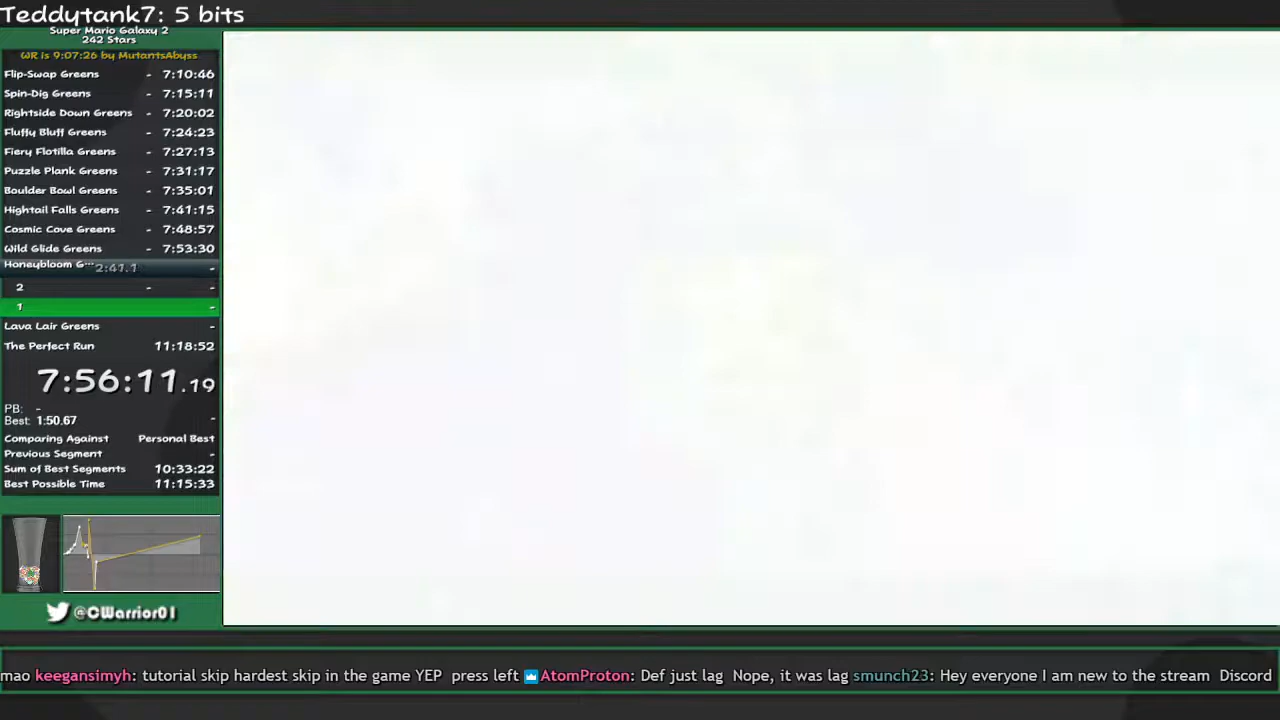 Teddytank7: 5 bits
Super Mario Galaxy 2
242 Stars
WR is 9:07:26 by MutantsAbyss
Flip-Swap Greens - 7:10:46
Spin-Dig Greens - 7:15:11
Rightside Down Greens - 7:20:02
Fluffy Bluff Greens - 7:24:23
Fiery Flotilla Greens - 7:27:13
Puzzle Plank Greens - 7:31:17
Boulder Bowl Greens - 7:35:01
Hightail Falls Greens - 7:41:15
Cosmic Cove Greens - 7:48:57
Wild Glide Greens - 7:53:30
Honeybloom G... 2:41.1 -
2 - -
1 -
Lava Lair Greens -
The Perfect Run 11:18:52
7:56:11.19
PB: -
Best: 1:50.67 -
Comparing Against Personal Best
Previous Segment -
Sum of Best Segments 10:33:22
Best Possible Time 11:15:33
@CWarrior01
mao keegansimyh: tutorial skip hardest skip in the game YEP press left AtomProton: Def just lag Nope, it was lag smunch23: Hey everyone I am new to the stream Discord